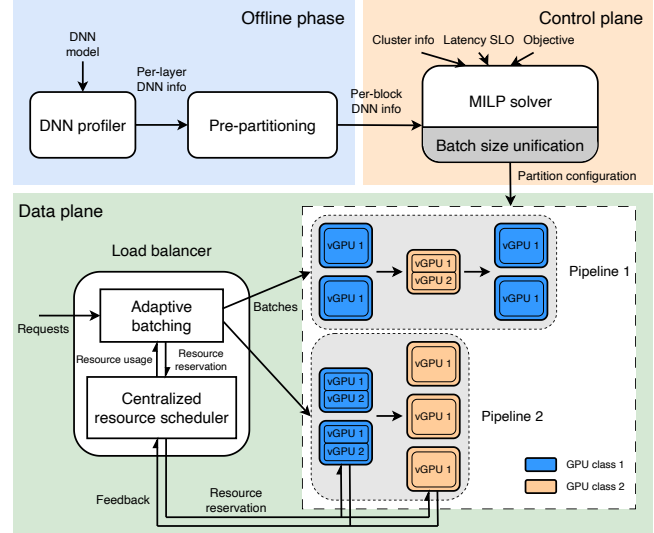 Offline phase
Control plane
DNN
model
Per-layer
DNN info
Per-block
DNN info
Cluster info
Latency SLO
Objective
DNN profiler
Pre-partitioning
MILP solver
Batch size unification
Partition configuration
Data plane
Load balancer
Requests
Adaptive
batching
Batches
Resource usage
Resource
reservation
Centralized
resource scheduler
Feedback
Resource
reservation
vGPU 1
vGPU 1
vGPU 1
vGPU 2
vGPU 1
vGPU 1
Pipeline 1
vGPU 1
vGPU 2
vGPU 1
vGPU 2
vGPU 1
vGPU 1
vGPU 1
Pipeline 2
GPU class 1
GPU class 2